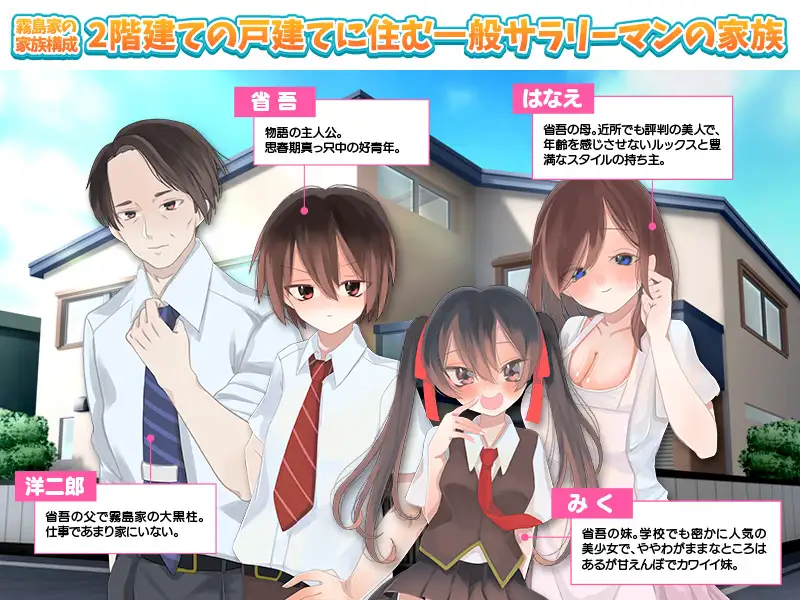 霧島家の
家族構成
2階建ての戸建てに住む一般サラリーマンの家族
省吾
物語の主人公。
思春期真っ只中の好青年。
はなえ
省吾の母。近所でも評判の美人で、
年齢を感じさせないルックスと豊
満なスタイルの持ち主。
洋二郎
省吾の父で霧島家の大黒柱。
仕事であまり家にいない。
みく
省吾の妹。学校でも密かに人気の
美少女で、ややわがままなところは
あるが甘えんぼでカワイイ妹。